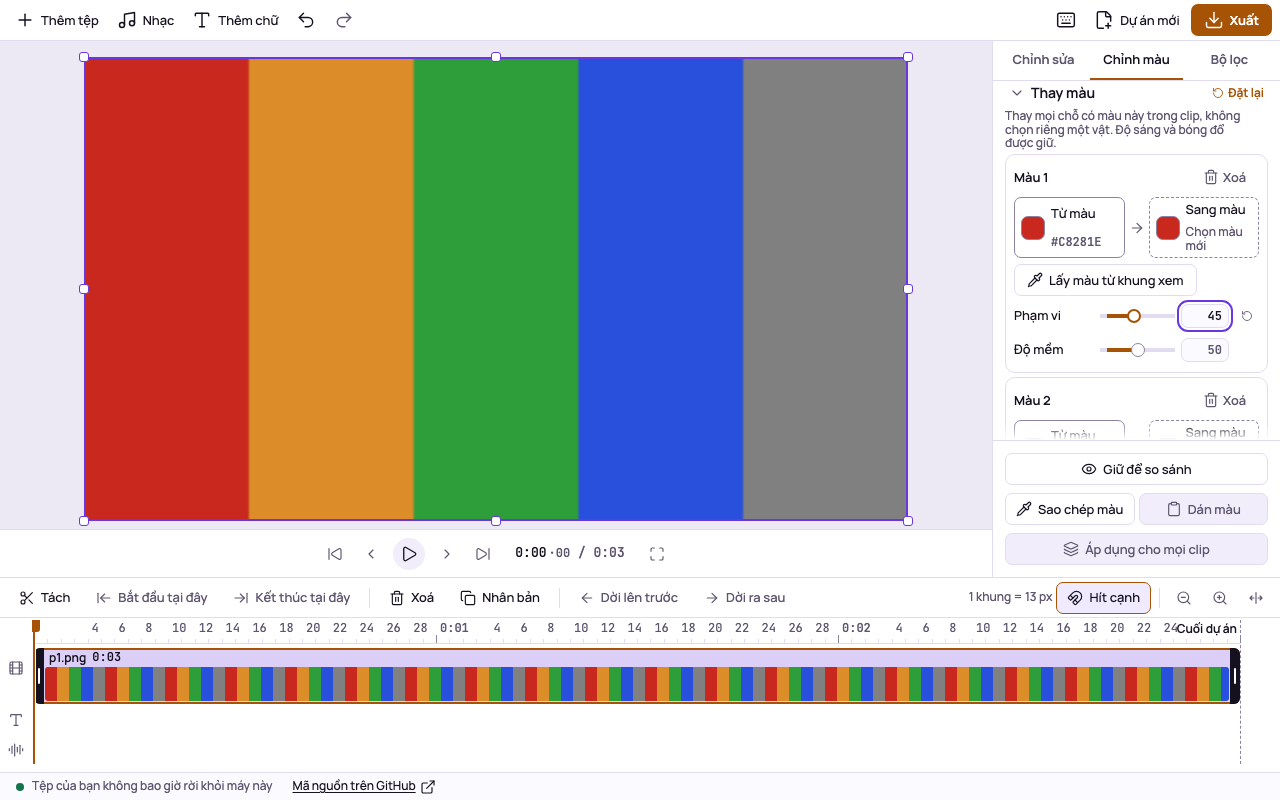 Thêm tệp Nhạc Thêm chữ Dự án mới Xuất
Chỉnh sửa Chỉnh màu Bộ lọc
Thay màu Đặt lại
Thay mọi chỗ có màu này trong clip, không
chọn riêng một vật. Độ sáng và bóng đổ
được giữ.
Màu 1 Xoá
Từ màu
#C8281E
Sang màu
Chọn màu
mới
Lấy màu từ khung xem
Phạm vi 45
Độ mềm 50
Màu 2 Xoá
Từ màu Sang màu
Giữ để so sánh
Sao chép màu Dán màu
Áp dụng cho mọi clip
0:00·00 / 0:03
Tách Bắt đầu tại đây Kết thúc tại đây Xoá Nhân bản Dời lên trước Dời ra sau 1 khung = 13 px Hít cạnh
4 6 8 10 12 14 16 18 20 22 24 26 28 0:01 4 6 8 10 12 14 16 18 20 22 24 26 28 0:02 4 6 8 10 12 14 16 18 20 22 24 Cuối dự án
p1.png 0:03
Tệp của bạn không bao giờ rời khỏi máy này Mã nguồn trên GitHub